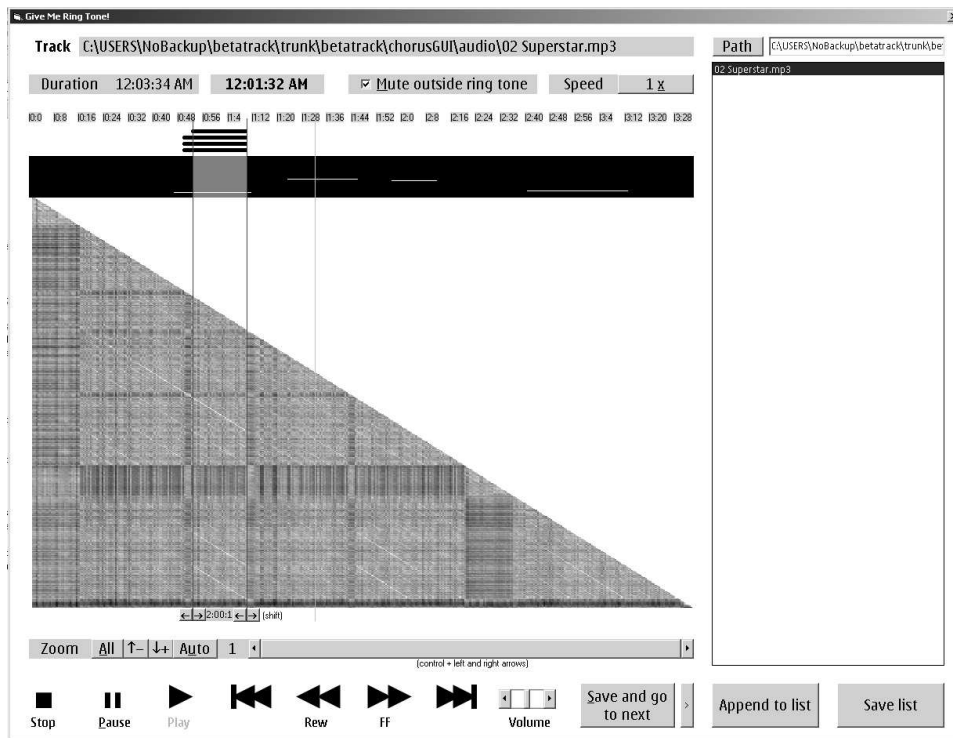 Give Me Ring Tone!
Track C:\USERS\NoBackup\betatrack\trunk\betatrack\chorusGUI\audio\02 Superstar.mp3
Path C:\USERS\NoBackup\betatrack\trunk\be
02 Superstar.mp3
Duration 12:03:34 AM 12:01:32 AM Mute outside ring tone Speed 1 x
|0:0 |0:8 |0:16 |0:24 |0:32 |0:40 |0:48 |0:56 |1:4 |1:12 |1:20 |1:28 |1:36 |1:44 |1:52 |2:0 |2:8 |2:16 |2:24 |2:32 |2:40 |2:48 |2:56 |3:4 |3:12 |3:20 |3:28
2:00:1 (shift)
Zoom All ↑− ↓+ Auto 1
(control + left and right arrows)
Stop Pause Play Rew FF Volume
Save and go
to next
>
Append to list
Save list